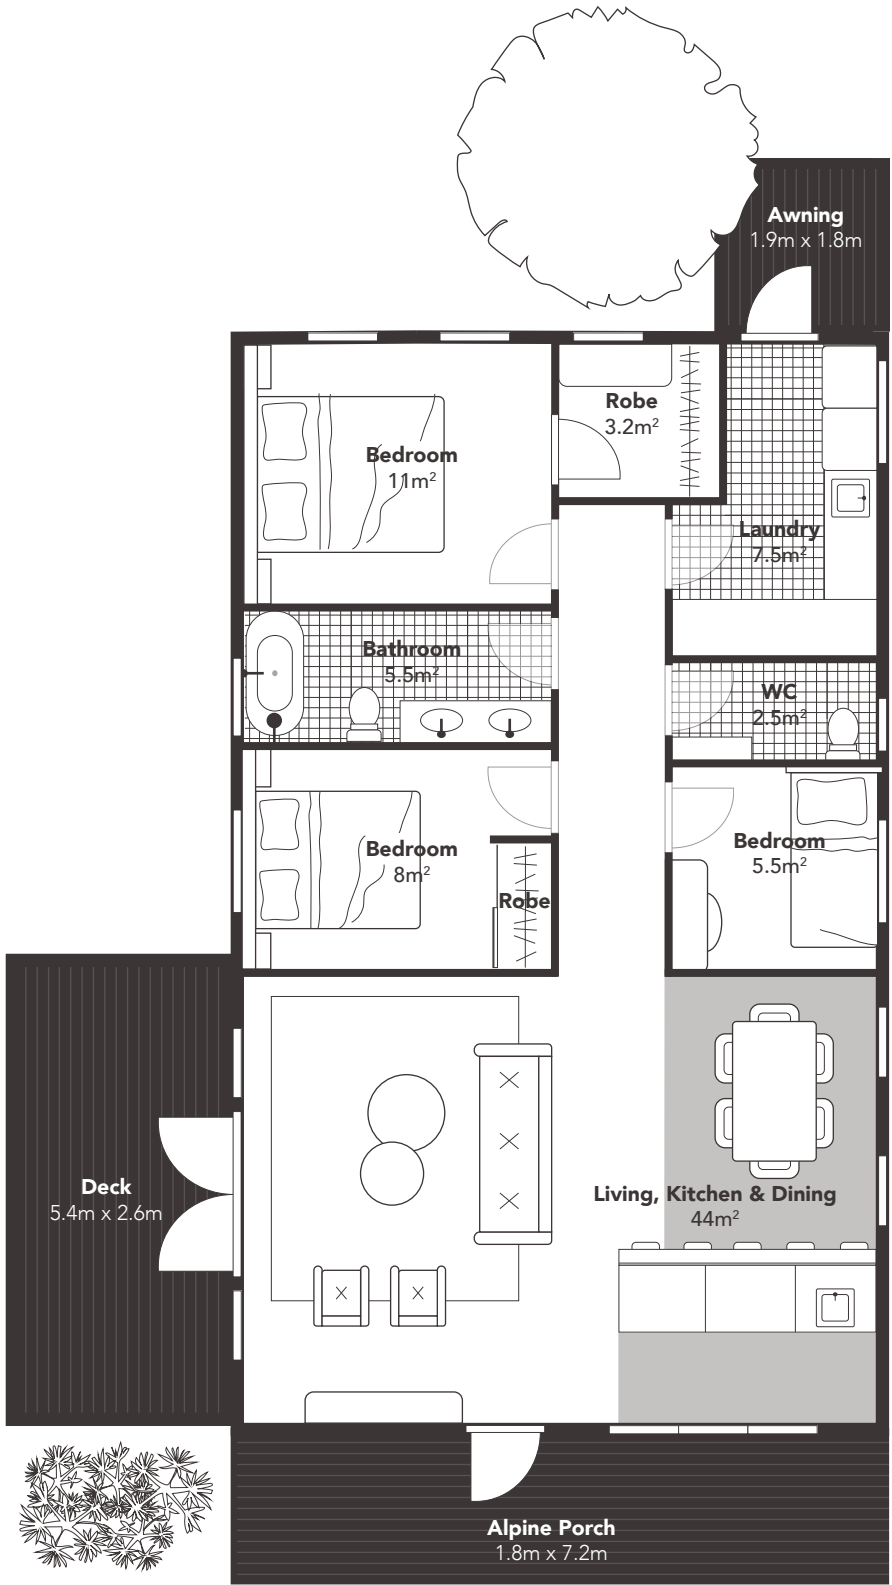 Awning
1.9m x 1.8m
Robe
3.2m²
Bedroom
11m²
Laundry
7.5m²
Bathroom
5.5m²
WC
2.5m²
Bedroom
5.5m²
Bedroom
8m²
Robe
Deck
5.4m x 2.6m
Living, Kitchen & Dining
44m²
Alpine Porch
1.8m x 7.2m